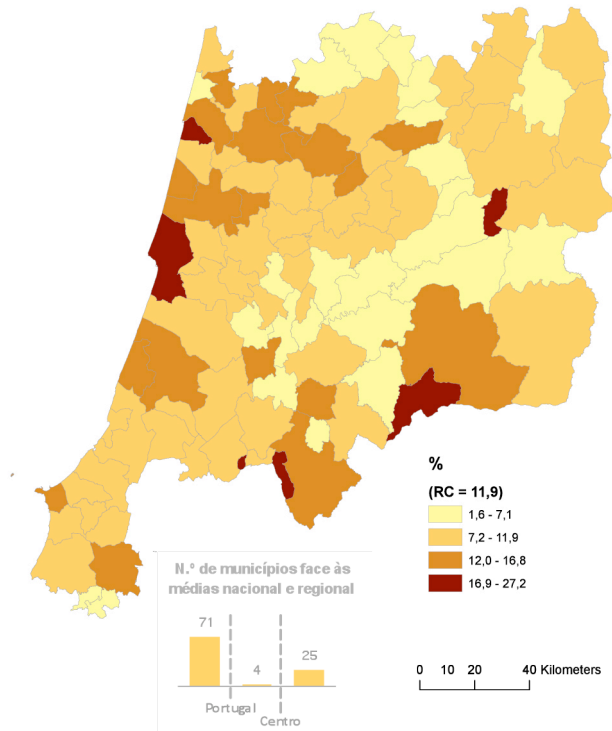 %
(RC = 11,9)
1,6 - 7,1
7,2 - 11,9
12,0 - 16,8
16,9 - 27,2
N.º de municípios face às
médias nacional e regional
71
4
25
Portugal
Centro
0 10 20 40 Kilometers